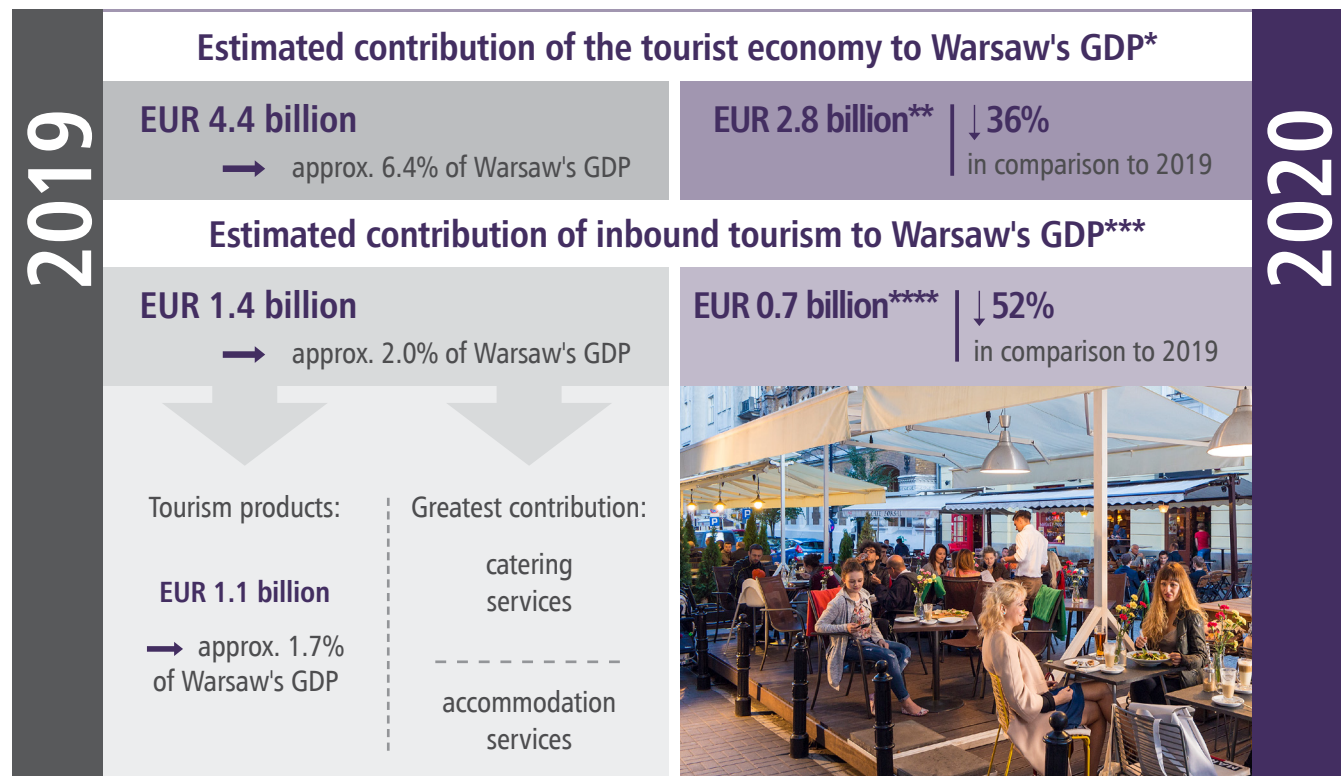 2019
2020
Estimated contribution of the tourist economy to Warsaw's GDP*
EUR 4.4 billion
approx. 6.4% of Warsaw's GDP
EUR 2.8 billion**
↓36%
in comparison to 2019
Estimated contribution of inbound tourism to Warsaw's GDP***
EUR 1.4 billion
approx. 2.0% of Warsaw's GDP
EUR 0.7 billion****
↓52%
in comparison to 2019
Tourism products:
EUR 1.1 billion
approx. 1.7%
of Warsaw's GDP
Greatest contribution:
catering
services
accommodation
services